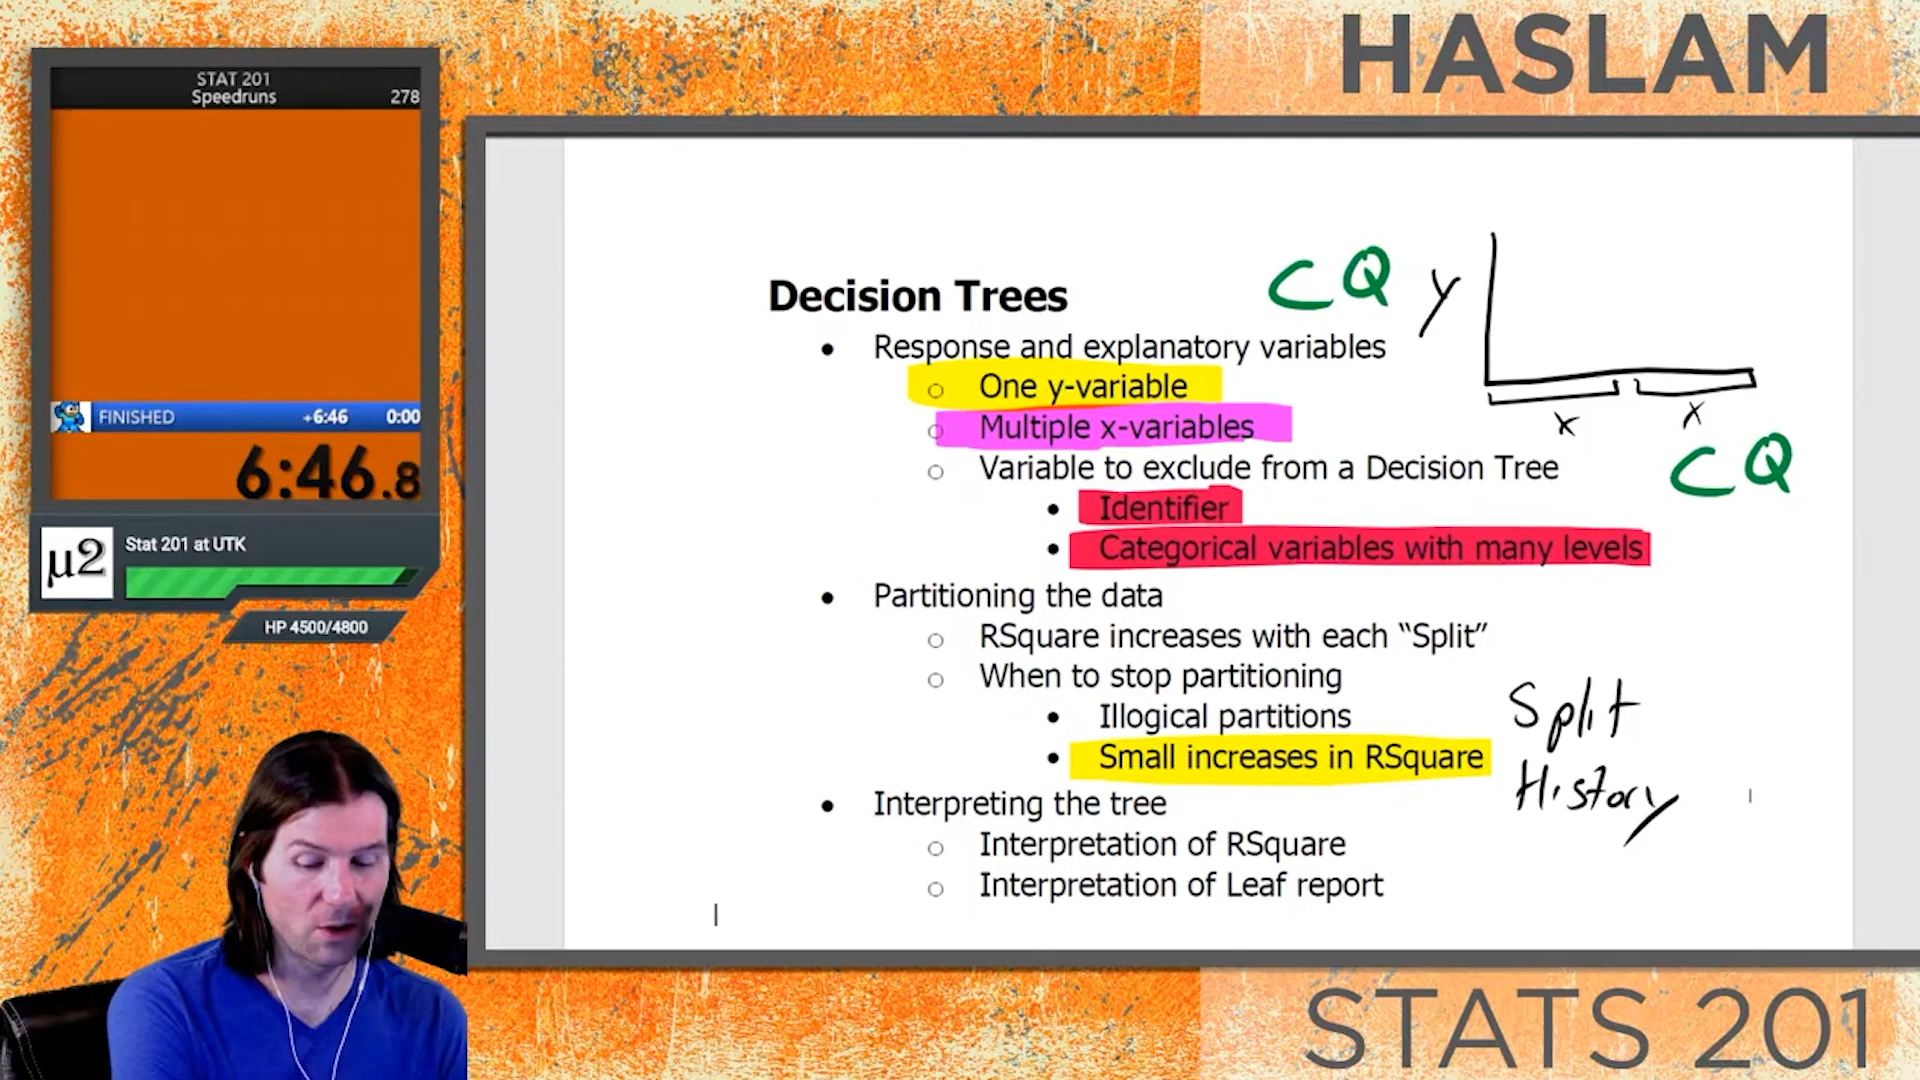 HASLAM
STAT 201
Speedruns 278
FINISHED +6:46 0:00
6:46.8
μ2
Stat 201 at UTK
HP 4500/4800
Decision Trees
C Q
y
• Response and explanatory variables
○ One y-variable
○ Multiple x-variables
x x
C Q
○ Variable to exclude from a Decision Tree
• Identifier
• Categorical variables with many levels
• Partitioning the data
○ RSquare increases with each “Split”
○ When to stop partitioning
• Illogical partitions
• Small increases in RSquare
Split
History
• Interpreting the tree
○ Interpretation of RSquare
○ Interpretation of Leaf report
STATS 201